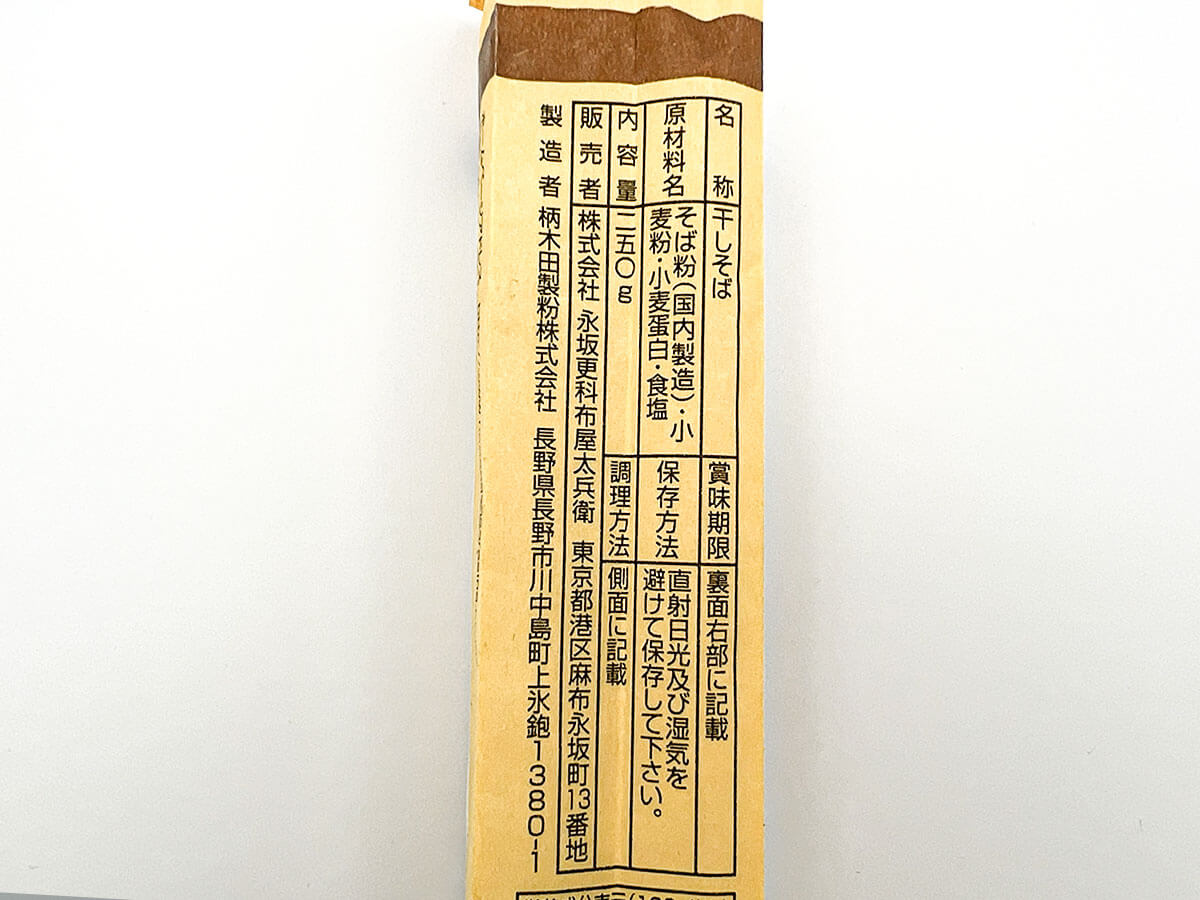 名称
干しそば
賞味期限
裏面右部に記載
原材料名
そば粉(国内製造)・小
麦粉・小麦蛋白・食塩
保存方法
直射日光及び湿気を
避けて保存して下さい。
内容量
二五〇g
調理方法
側面に記載
販売者
株式会社 永坂更科布屋太兵衛 東京都港区麻布永坂町13番地
製造者 柄木田製粉株式会社 長野県長野市川中島町上氷鉋1380-1